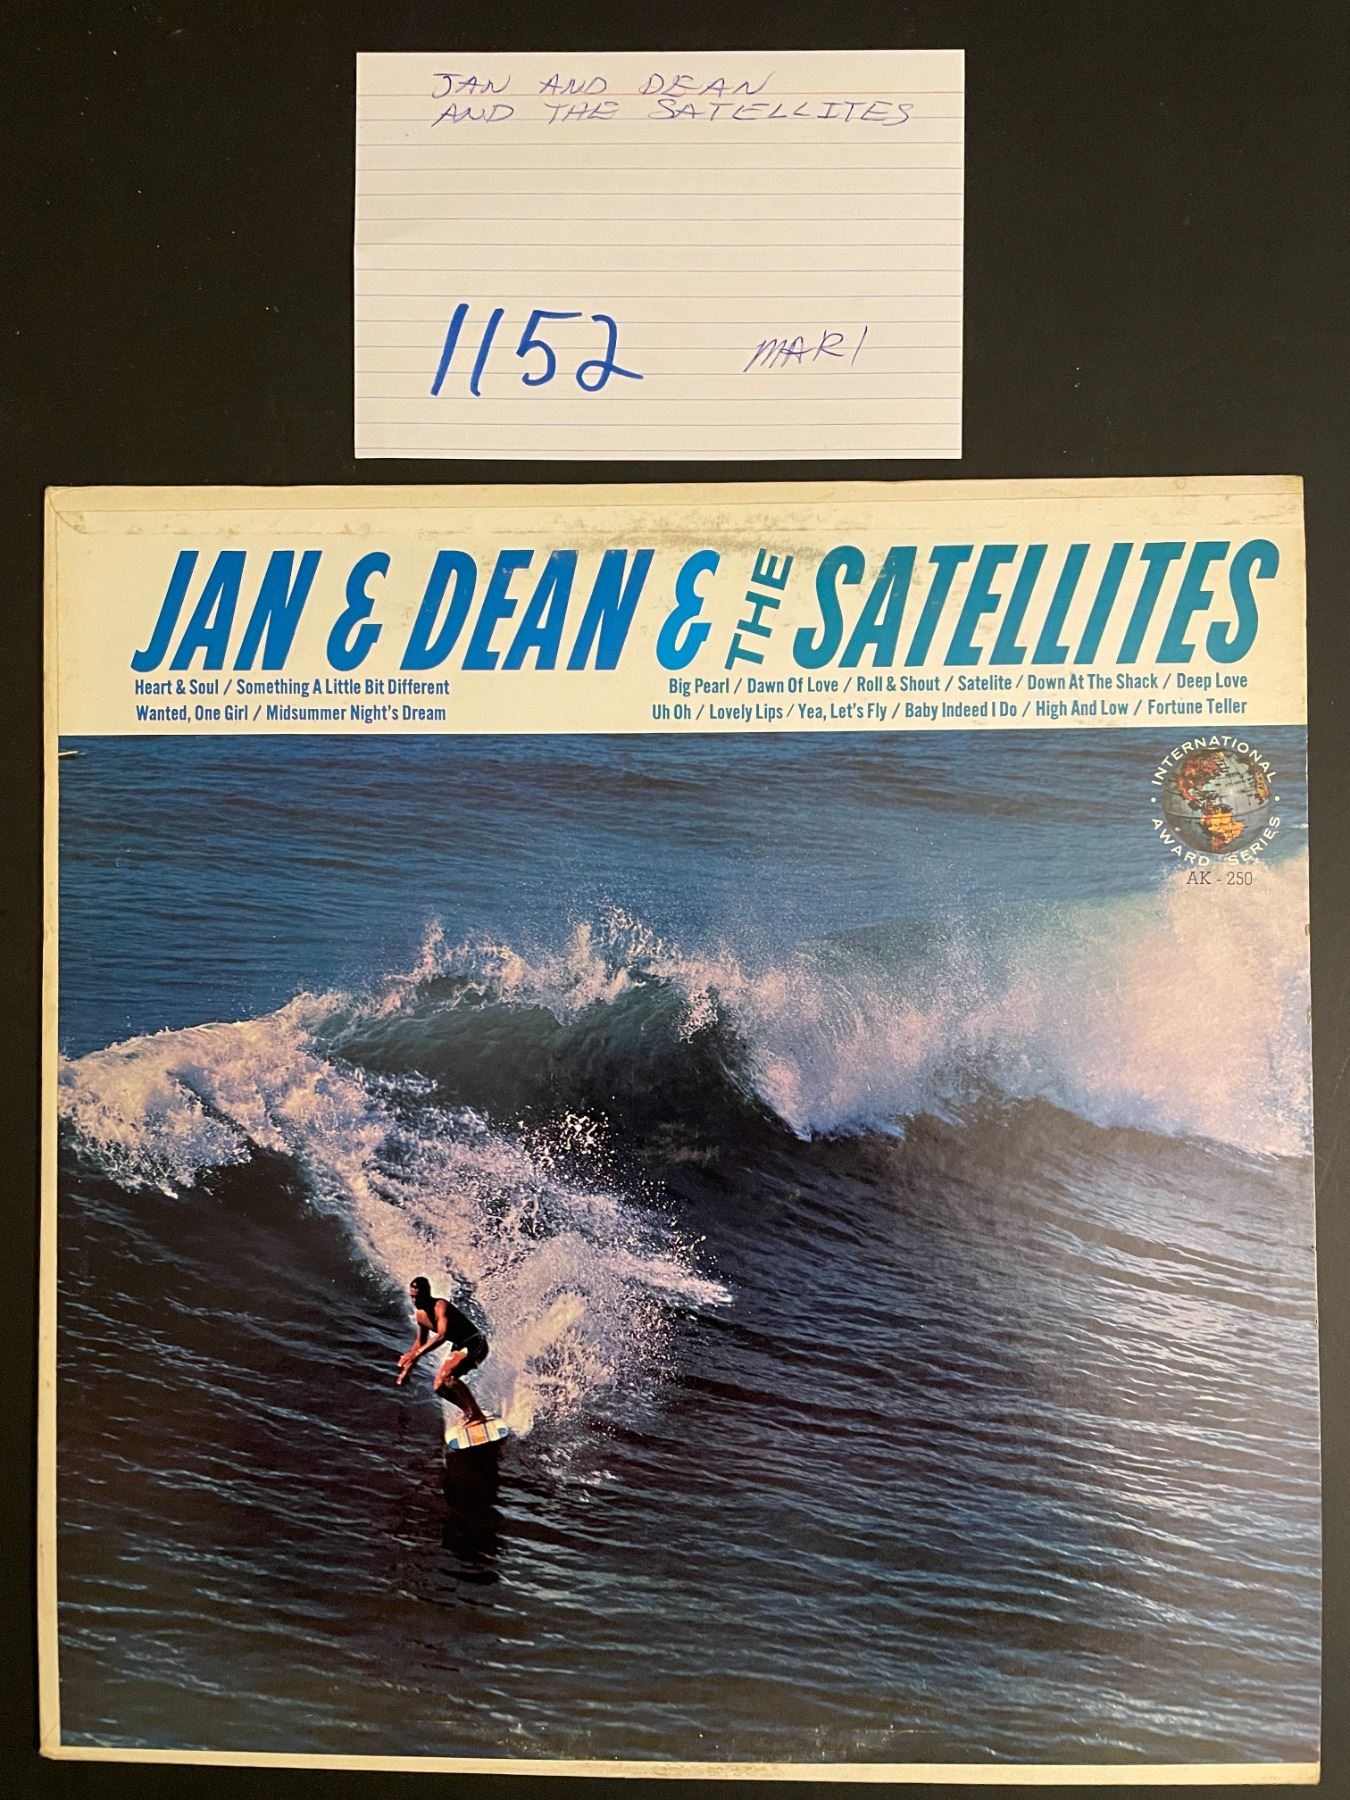 JAN AND DEAN
AND THE SATELLITES
1152
MARI
JAN & DEAN & THE SATELLITES
Heart & Soul / Something A Little Bit Different
Wanted, One Girl / Midsummer Night's Dream
Big Pearl / Dawn Of Love / Roll & Shout / Satelite / Down At The Shack / Deep Love
Uh Oh / Lovely Lips / Yea, Let's Fly / Baby Indeed I Do / High And Low / Fortune Teller
INTERNATIONAL
AWARD SERIES
AK - 250